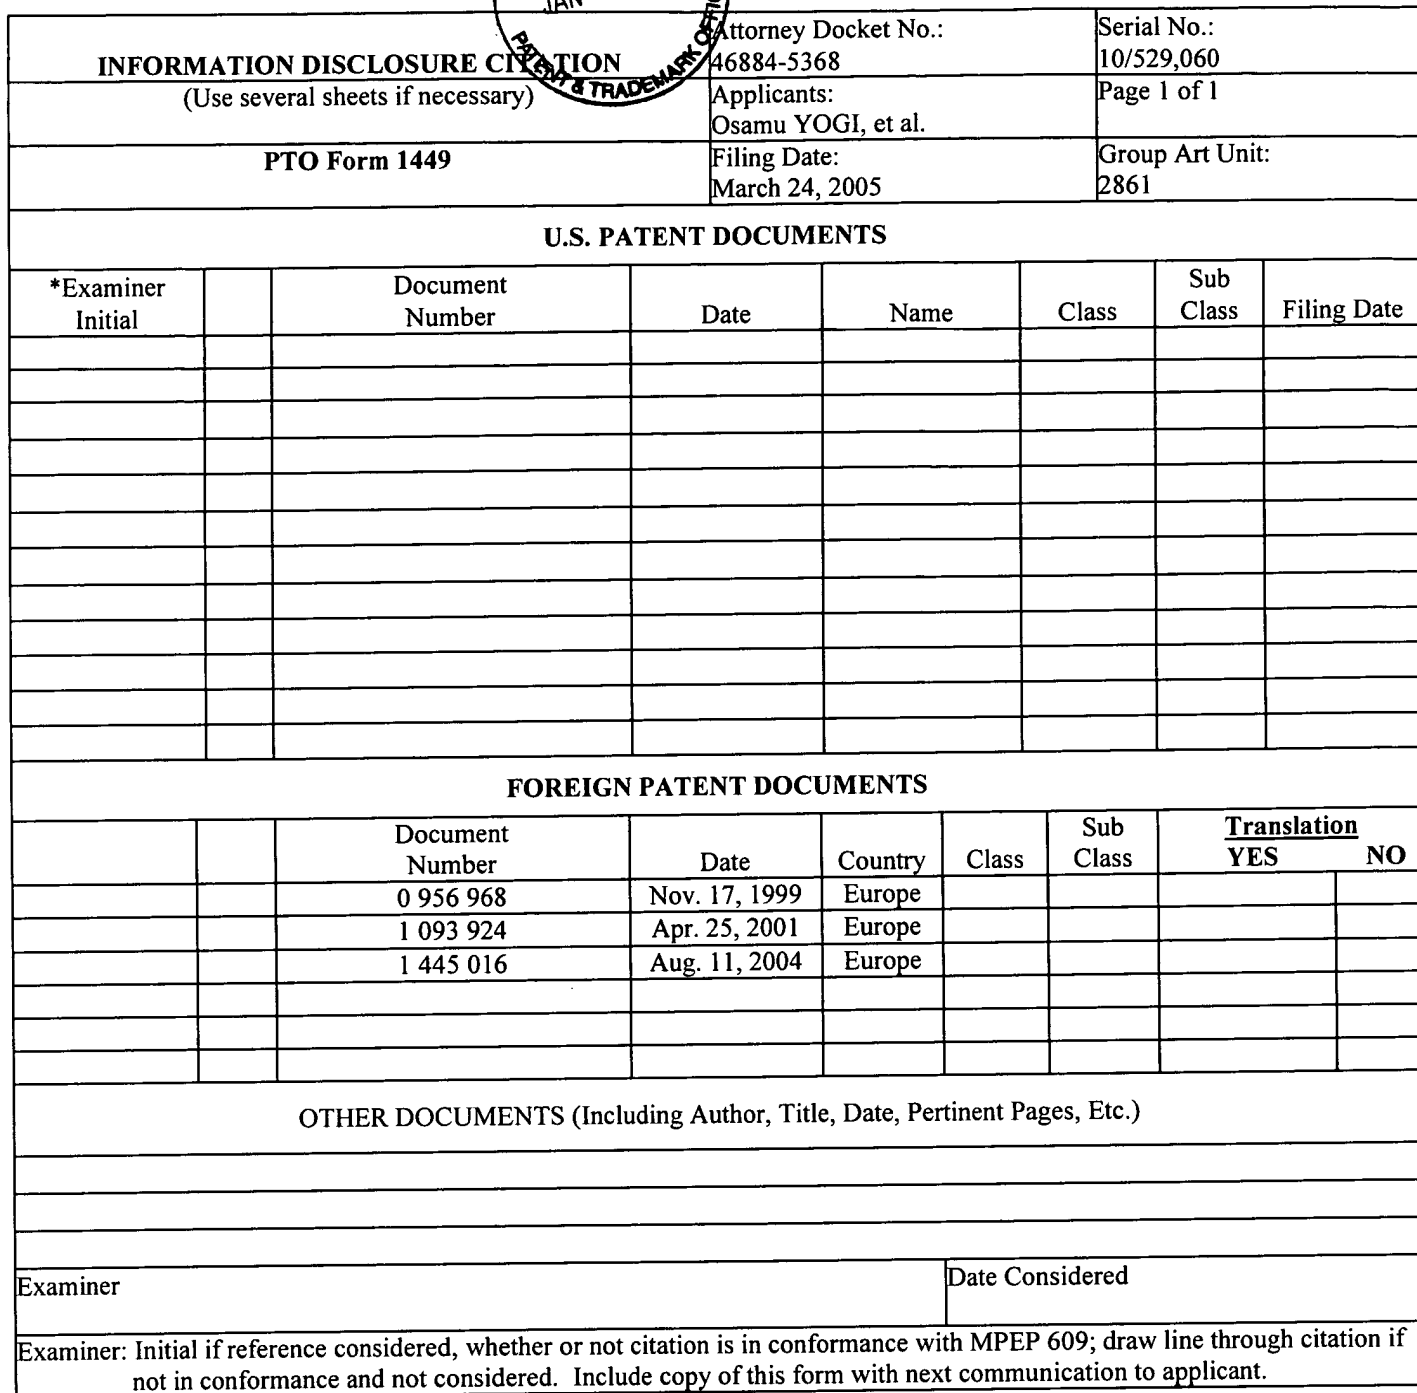 JAN
PATENT & TRADEMARK OFFI
INFORMATION DISCLOSURE CITATION
(Use several sheets if necessary)
PTO Form 1449
Attorney Docket No.:
46884-5368
Applicants:
Osamu YOGI, et al.
Filing Date:
March 24, 2005
Serial No.:
10/529,060
Page 1 of 1
Group Art Unit:
2861
U.S. PATENT DOCUMENTS
*Examiner
Initial
Document
Number
Date
Name
Class
Sub
Class
Filing Date
FOREIGN PATENT DOCUMENTS
Document
Number
Date
Country
Class
Sub
Class
Translation
YES NO
0 956 968 Nov. 17, 1999 Europe
1 093 924 Apr. 25, 2001 Europe
1 445 016 Aug. 11, 2004 Europe
OTHER DOCUMENTS (Including Author, Title, Date, Pertinent Pages, Etc.)
Examiner
Date Considered
Examiner: Initial if reference considered, whether or not citation is in conformance with MPEP 609; draw line through citation if
not in conformance and not considered. Include copy of this form with next communication to applicant.